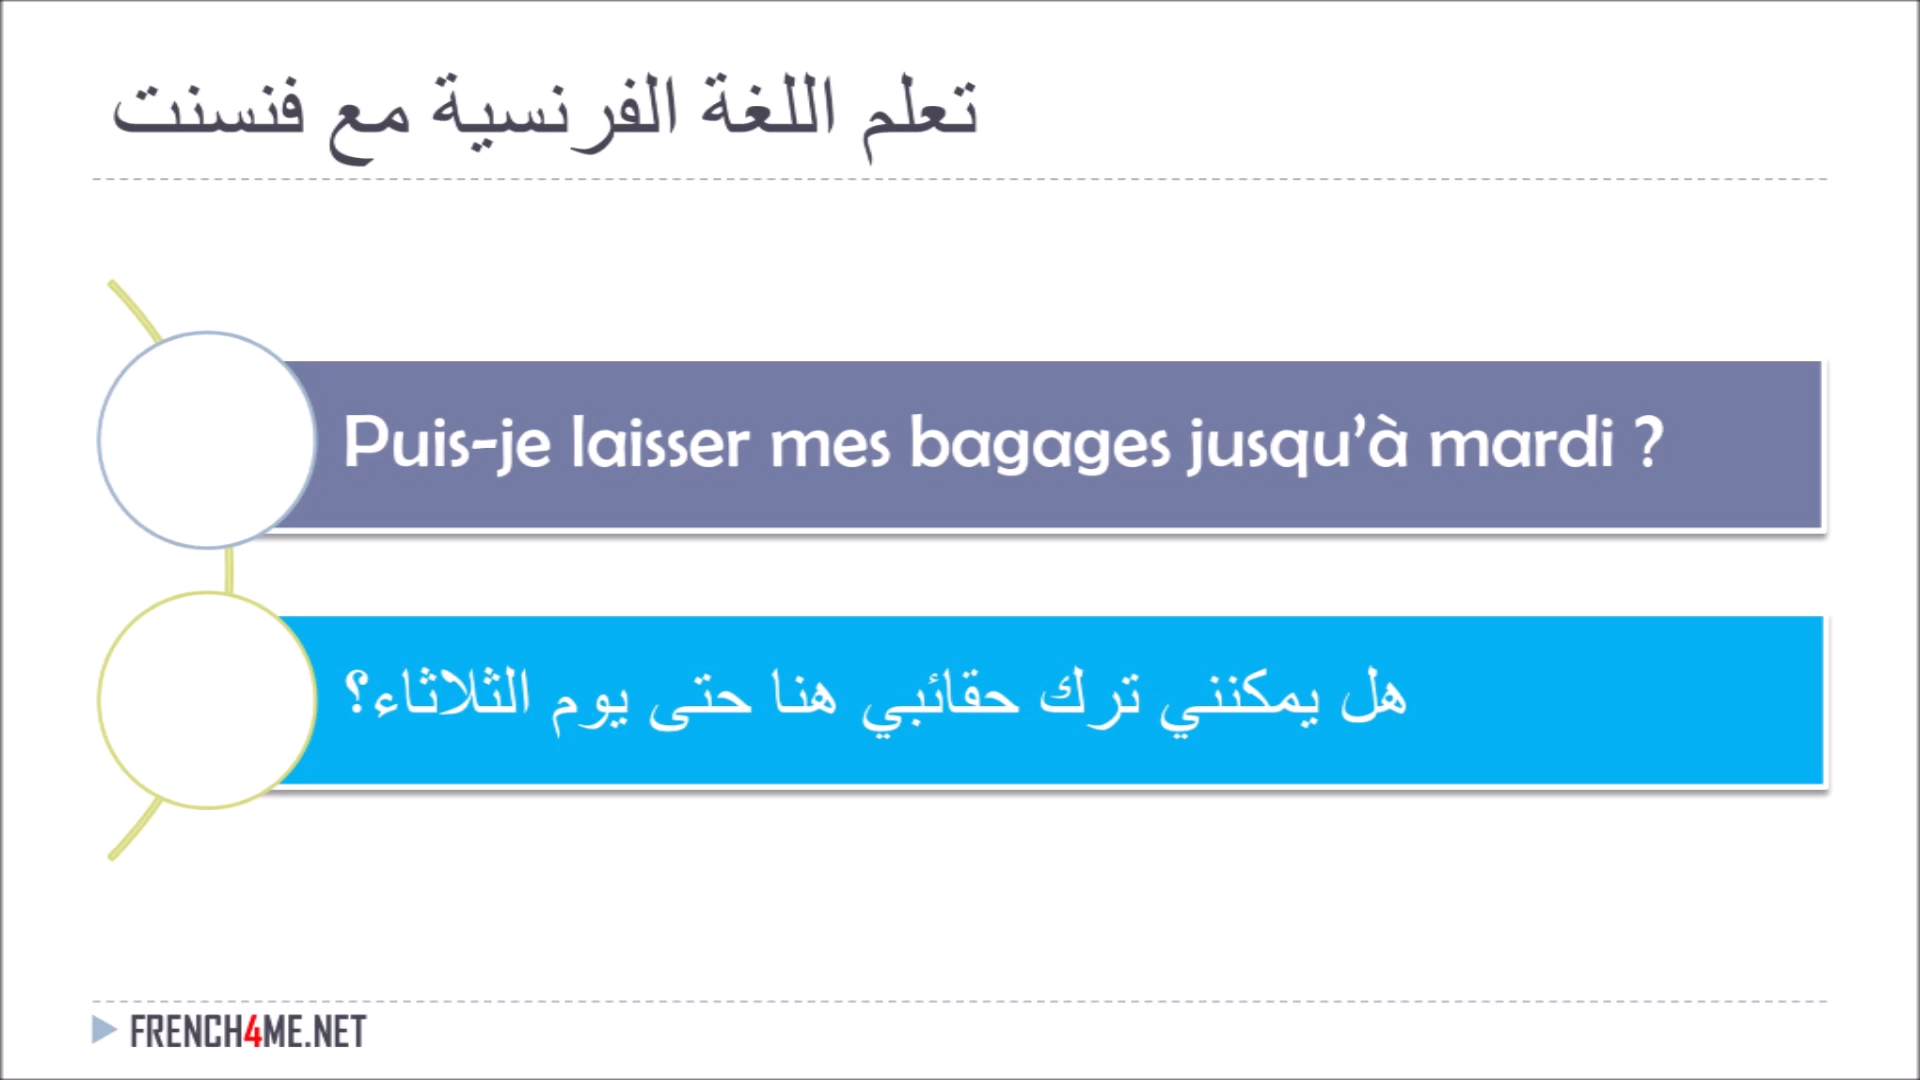 تعلم اللغة الفرنسية مع فنسنت
Puis-je laisser mes bagages jusqu’à mardi ?
هل يمكنني ترك حقائبي هنا حتى يوم الثلاثاء؟
FRENCH4ME.NET